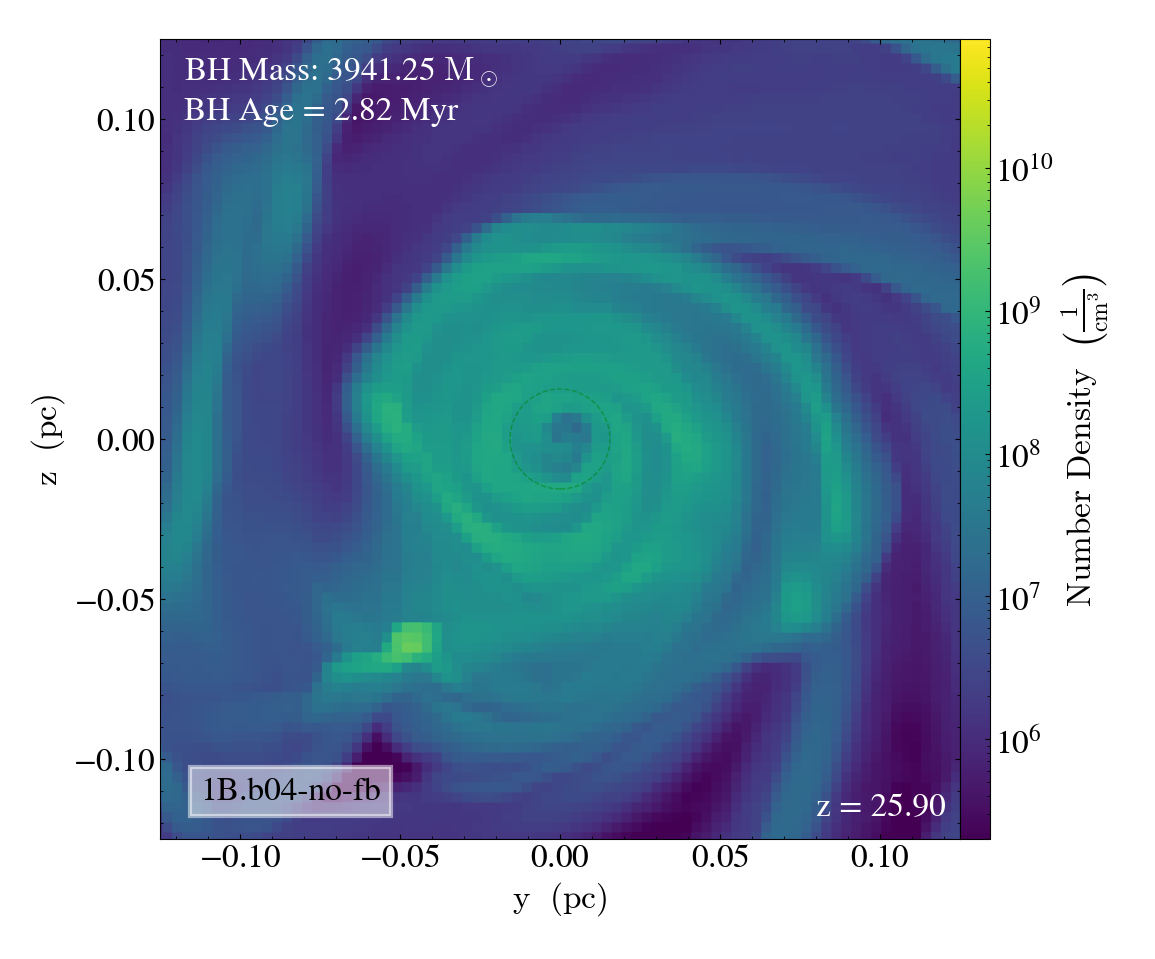 BH Mass: 3941.25 M⊙
BH Age = 2.82 Myr
0.10
0.05
0.00
−0.05
−0.10
z (pc)
1B.b04-no-fb
z = 25.90
−0.10 −0.05 0.00 0.05 0.10
y (pc)
10¹⁰
10⁹
10⁸
10⁷
10⁶
Number Density (1/cm³)